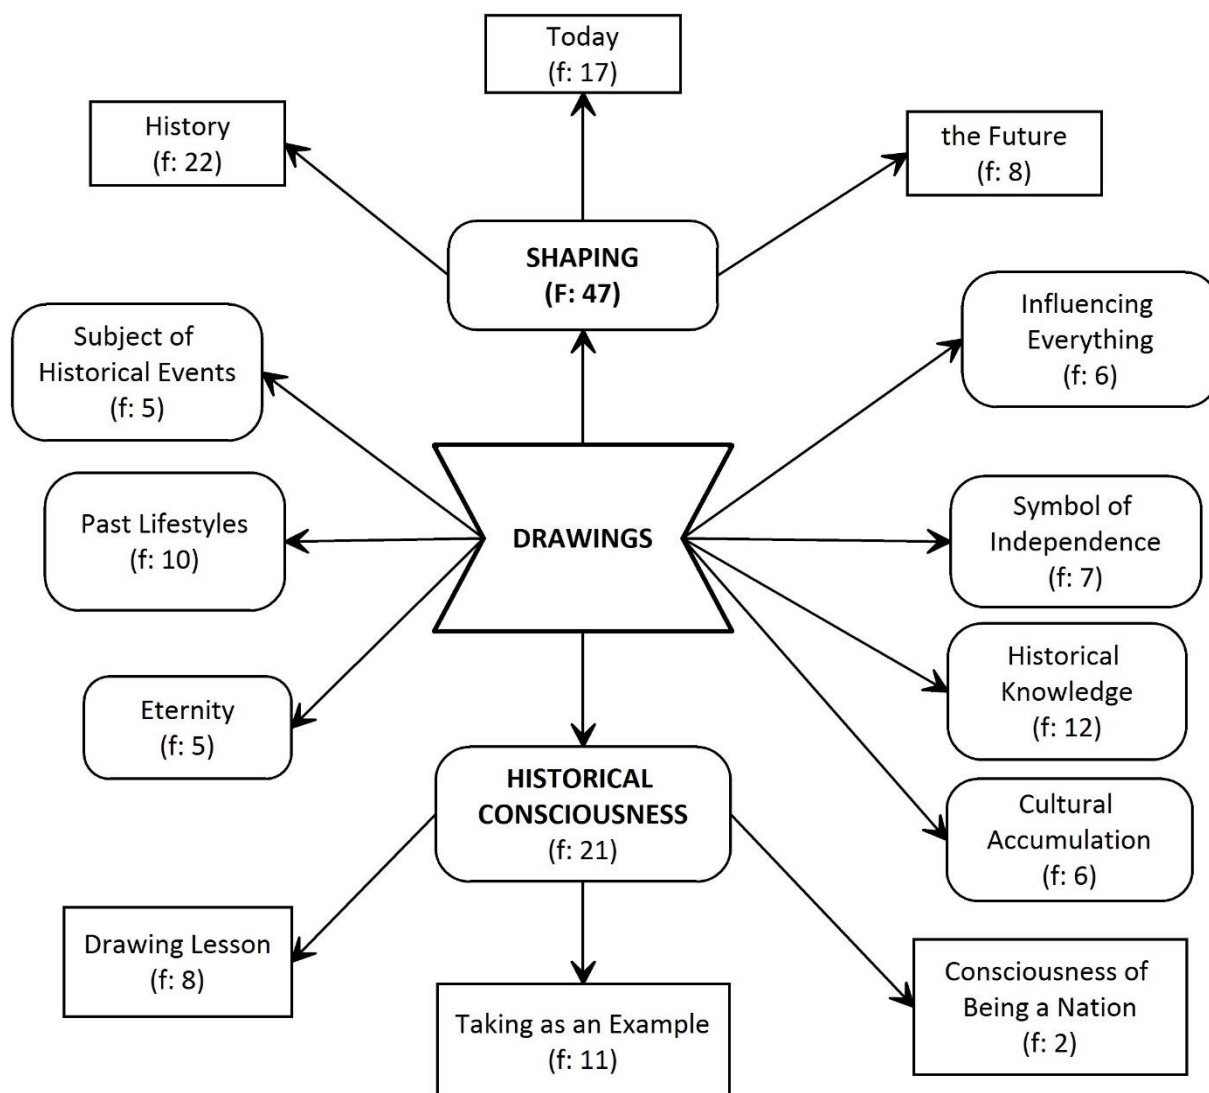 Today
(f: 17)
History
(f: 22)
the Future
(f: 8)
SHAPING
(F: 47)
Subject of
Historical Events
(f: 5)
Influencing
Everything
(f: 6)
Past Lifestyles
(f: 10)
DRAWINGS
Symbol of
Independence
(f: 7)
Eternity
(f: 5)
Historical
Knowledge
(f: 12)
HISTORICAL
CONSCIOUSNESS
(f: 21)
Cultural
Accumulation
(f: 6)
Drawing Lesson
(f: 8)
Taking as an Example
(f: 11)
Consciousness of
Being a Nation
(f: 2)